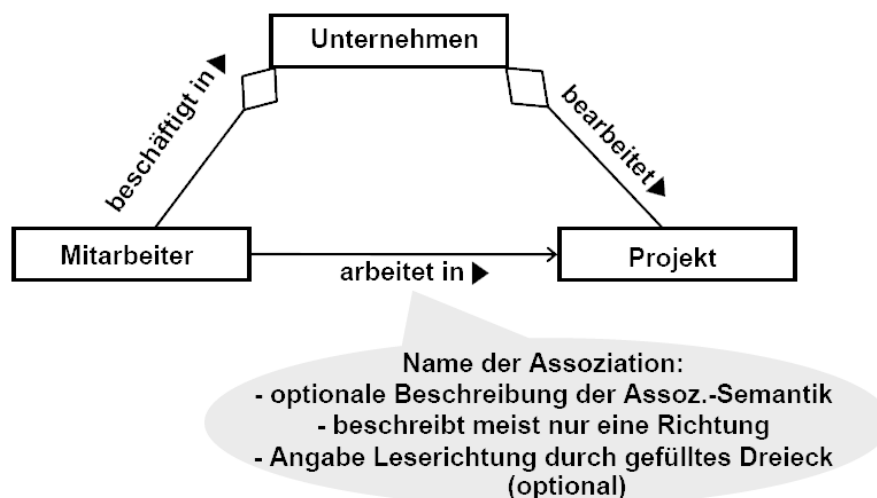 Unternehmen
beschäftigt in ▶
bearbeitet ▶
Mitarbeiter
arbeitet in ▶
Projekt
Name der Assoziation:
- optionale Beschreibung der Assoz.-Semantik
- beschreibt meist nur eine Richtung
- Angabe Leserichtung durch gefülltes Dreieck
(optional)